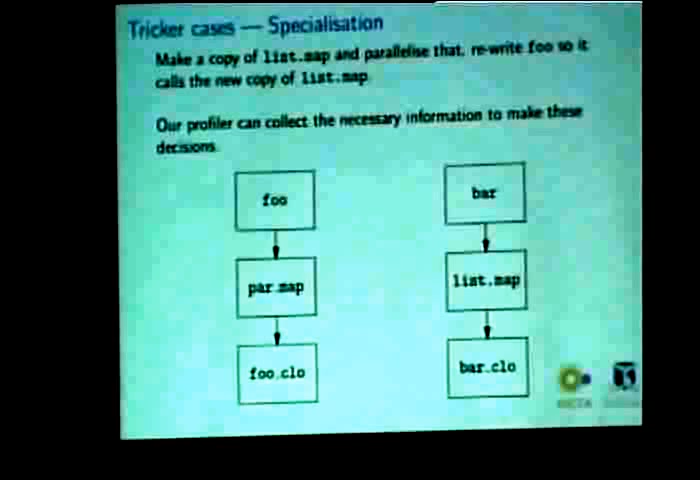 Tricker cases — Specialisation
Make a copy of list.map and parallelise that, re-write foo so it
calls the new copy of list.map.
Our profiler can collect the necessary information to make these
decisions.
foo
bar
par_map
list.map
foo.clo
bar.clo
NICTA